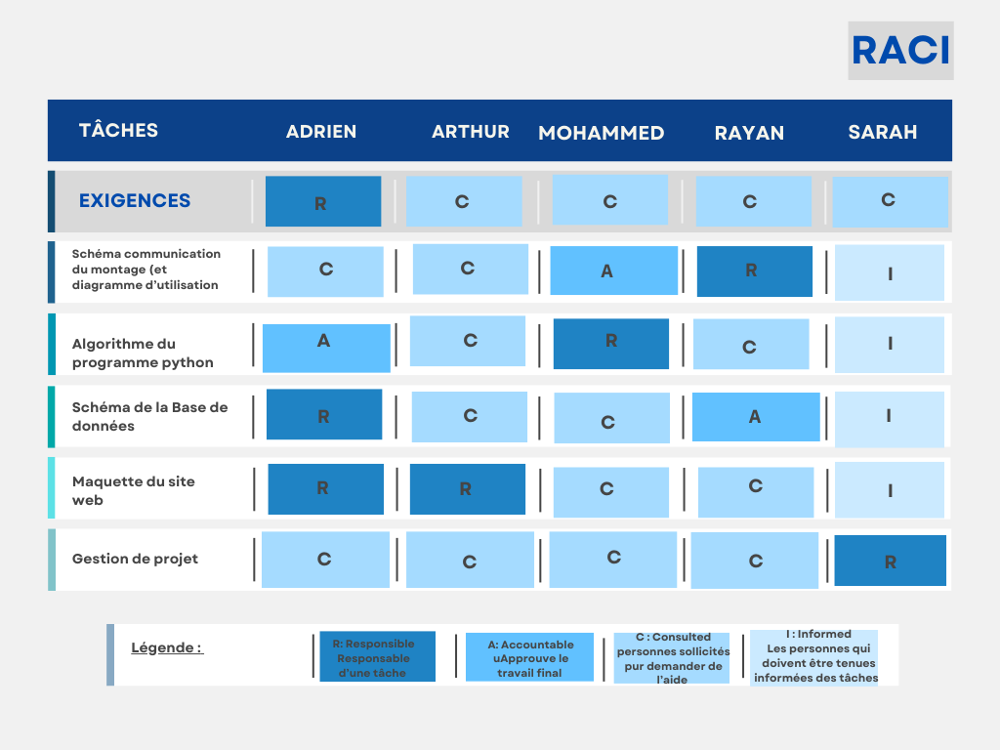 RACI
TÂCHES ADRIEN ARTHUR MOHAMMED RAYAN SARAH
EXIGENCES R C C C C
Schéma communication
du montage (et
diagramme d'utilisation
C C A R I
Algorithme du
programme python
A C R C I
Schéma de la Base de
données
R C C A I
Maquette du site
web
R R C C I
Gestion de projet C C C C R
Légende :
R: Responsible
Responsable
d'une tâche
A: Accountable
uApprouve le
travail final
C : Consulted
personnes sollicités
pur demander de
l'aide
I : Informed
Les personnes qui
doivent être tenues
informées des tâches